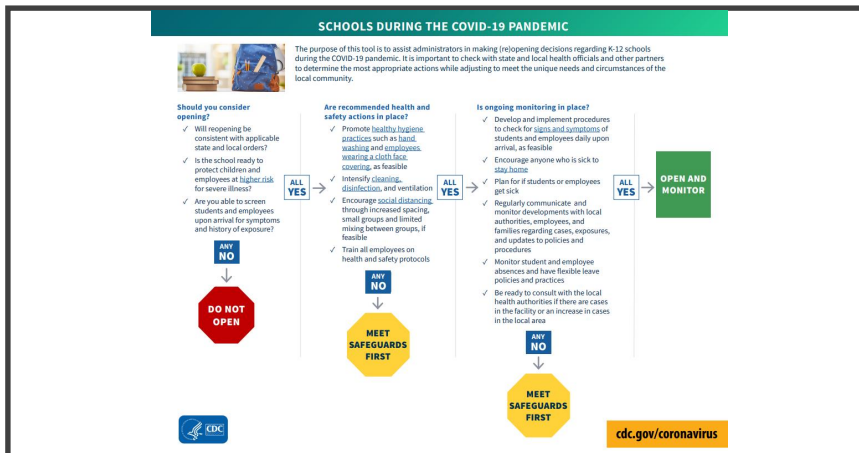 SCHOOLS DURING THE COVID-19 PANDEMIC
The purpose of this tool is to assist administrators in making (re)opening decisions regarding K-12 schools
during the COVID-19 pandemic. It is important to check with state and local health officials and other partners
to determine the most appropriate actions while adjusting to meet the unique needs and circumstances of the
local community.
Should you consider
opening?
✓ Will reopening be
consistent with applicable
state and local orders?
✓ Is the school ready to
protect children and
employees at higher risk
for severe illness?
✓ Are you able to screen
students and employees
upon arrival for symptoms
and history of exposure?
ANY
NO
DO NOT
OPEN
ALL
YES
Are recommended health and
safety actions in place?
✓ Promote healthy hygiene
practices such as hand
washing and employees
wearing a cloth face
covering, as feasible
✓ Intensify cleaning,
disinfection, and ventilation
✓ Encourage social distancing
through increased spacing,
small groups and limited
mixing between groups, if
feasible
✓ Train all employees on
health and safety protocols
ANY
NO
MEET
SAFEGUARDS
FIRST
ALL
YES
Is ongoing monitoring in place?
✓ Develop and implement procedures
to check for signs and symptoms of
students and employees daily upon
arrival, as feasible
✓ Encourage anyone who is sick to
stay home
✓ Plan for if students or employees
get sick
✓ Regularly communicate and
monitor developments with local
authorities, employees, and
families regarding cases, exposures,
and updates to policies and
procedures
✓ Monitor student and employee
absences and have flexible leave
policies and practices
✓ Be ready to consult with the local
health authorities if there are cases
in the facility or an increase in cases
in the local area
ANY
NO
MEET
SAFEGUARDS
FIRST
ALL
YES
OPEN AND
MONITOR
CDC
cdc.gov/coronavirus